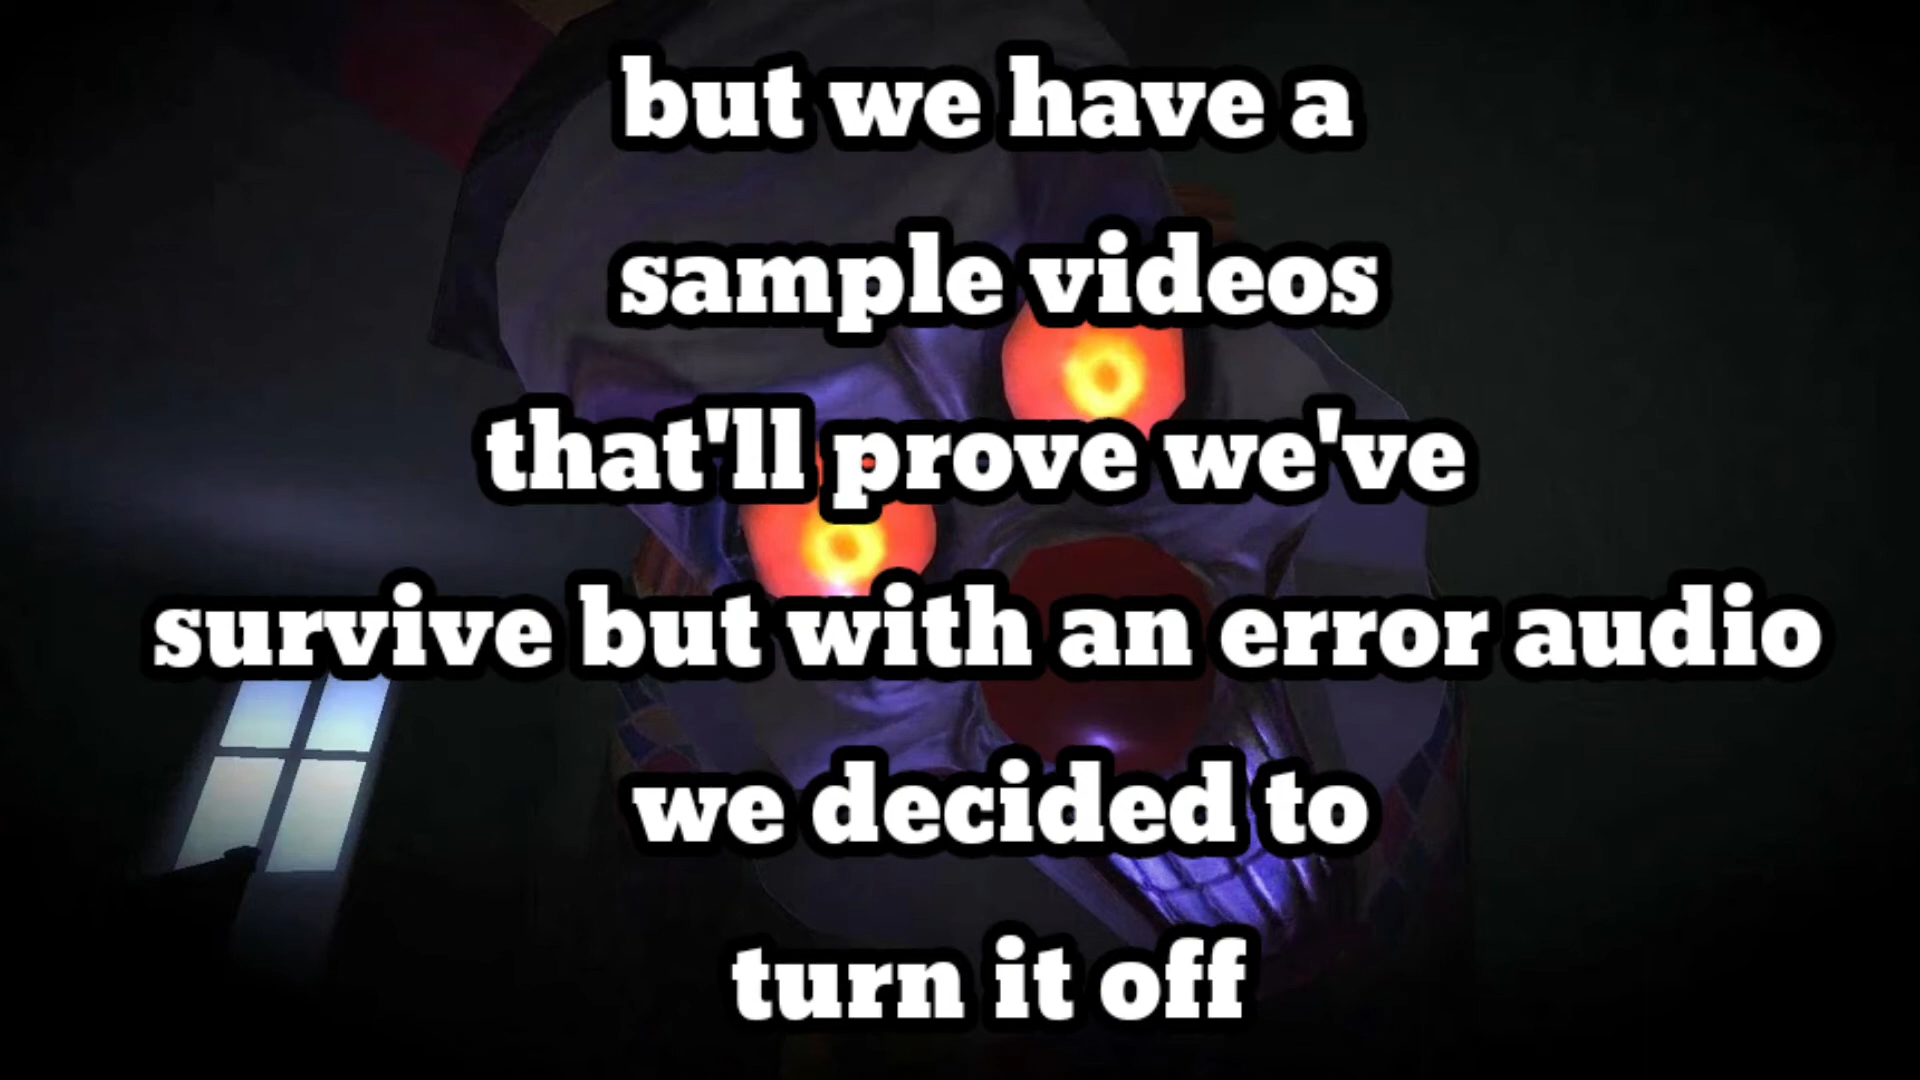 but we have a
sample videos
that'll prove we've
survive but with an error audio
we decided to
turn it off